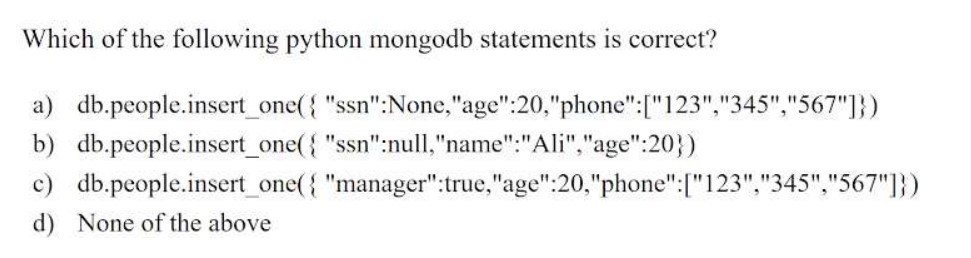 Which of the following python mongodb statements is correct?
a) db.people.insert_one({ "ssn":None,"age":20,"phone":["123","345","567"]})
b) db.people.insert_one({ "ssn":null,"name":"Ali","age":20})
c) db.people.insert_one({ "manager":true,"age":20,"phone":["123","345","567"]})
d) None of the above